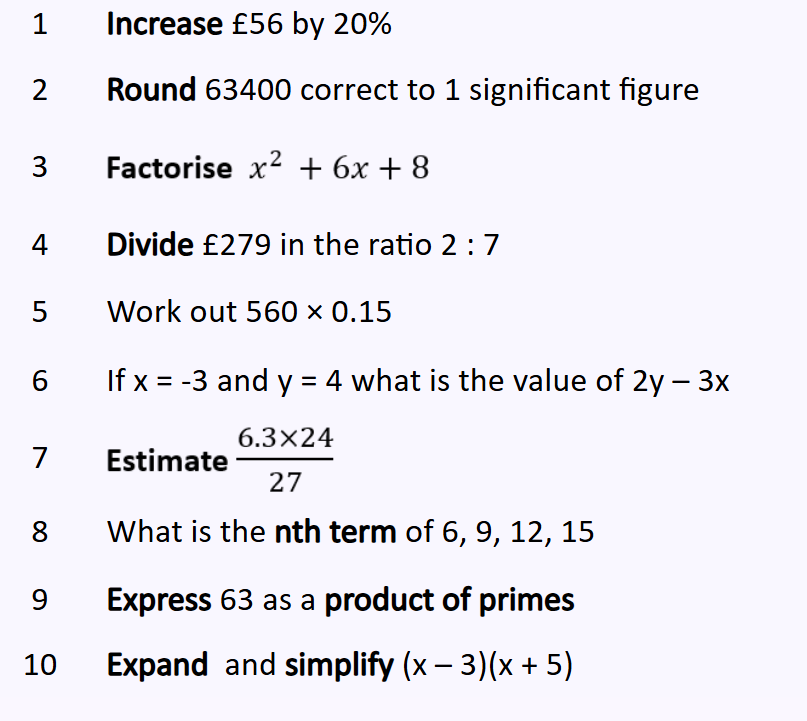 1 Increase £56 by 20%
2 Round 63400 correct to 1 significant figure
3 Factorise x² + 6x + 8
4 Divide £279 in the ratio 2 : 7
5 Work out 560 × 0.15
6 If x = -3 and y = 4 what is the value of 2y – 3x
7 Estimate 6.3×24/27
8 What is the nth term of 6, 9, 12, 15
9 Express 63 as a product of primes
10 Expand and simplify (x – 3)(x + 5)